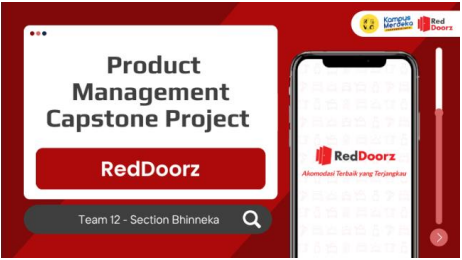 Product
Management
Capstone Project
RedDoorz
Team 12 - Section Bhinneka
Kampus
Merdeka
Red
Doorz
RedDoorz
Akomodasi Terbaik yang Terjangkau